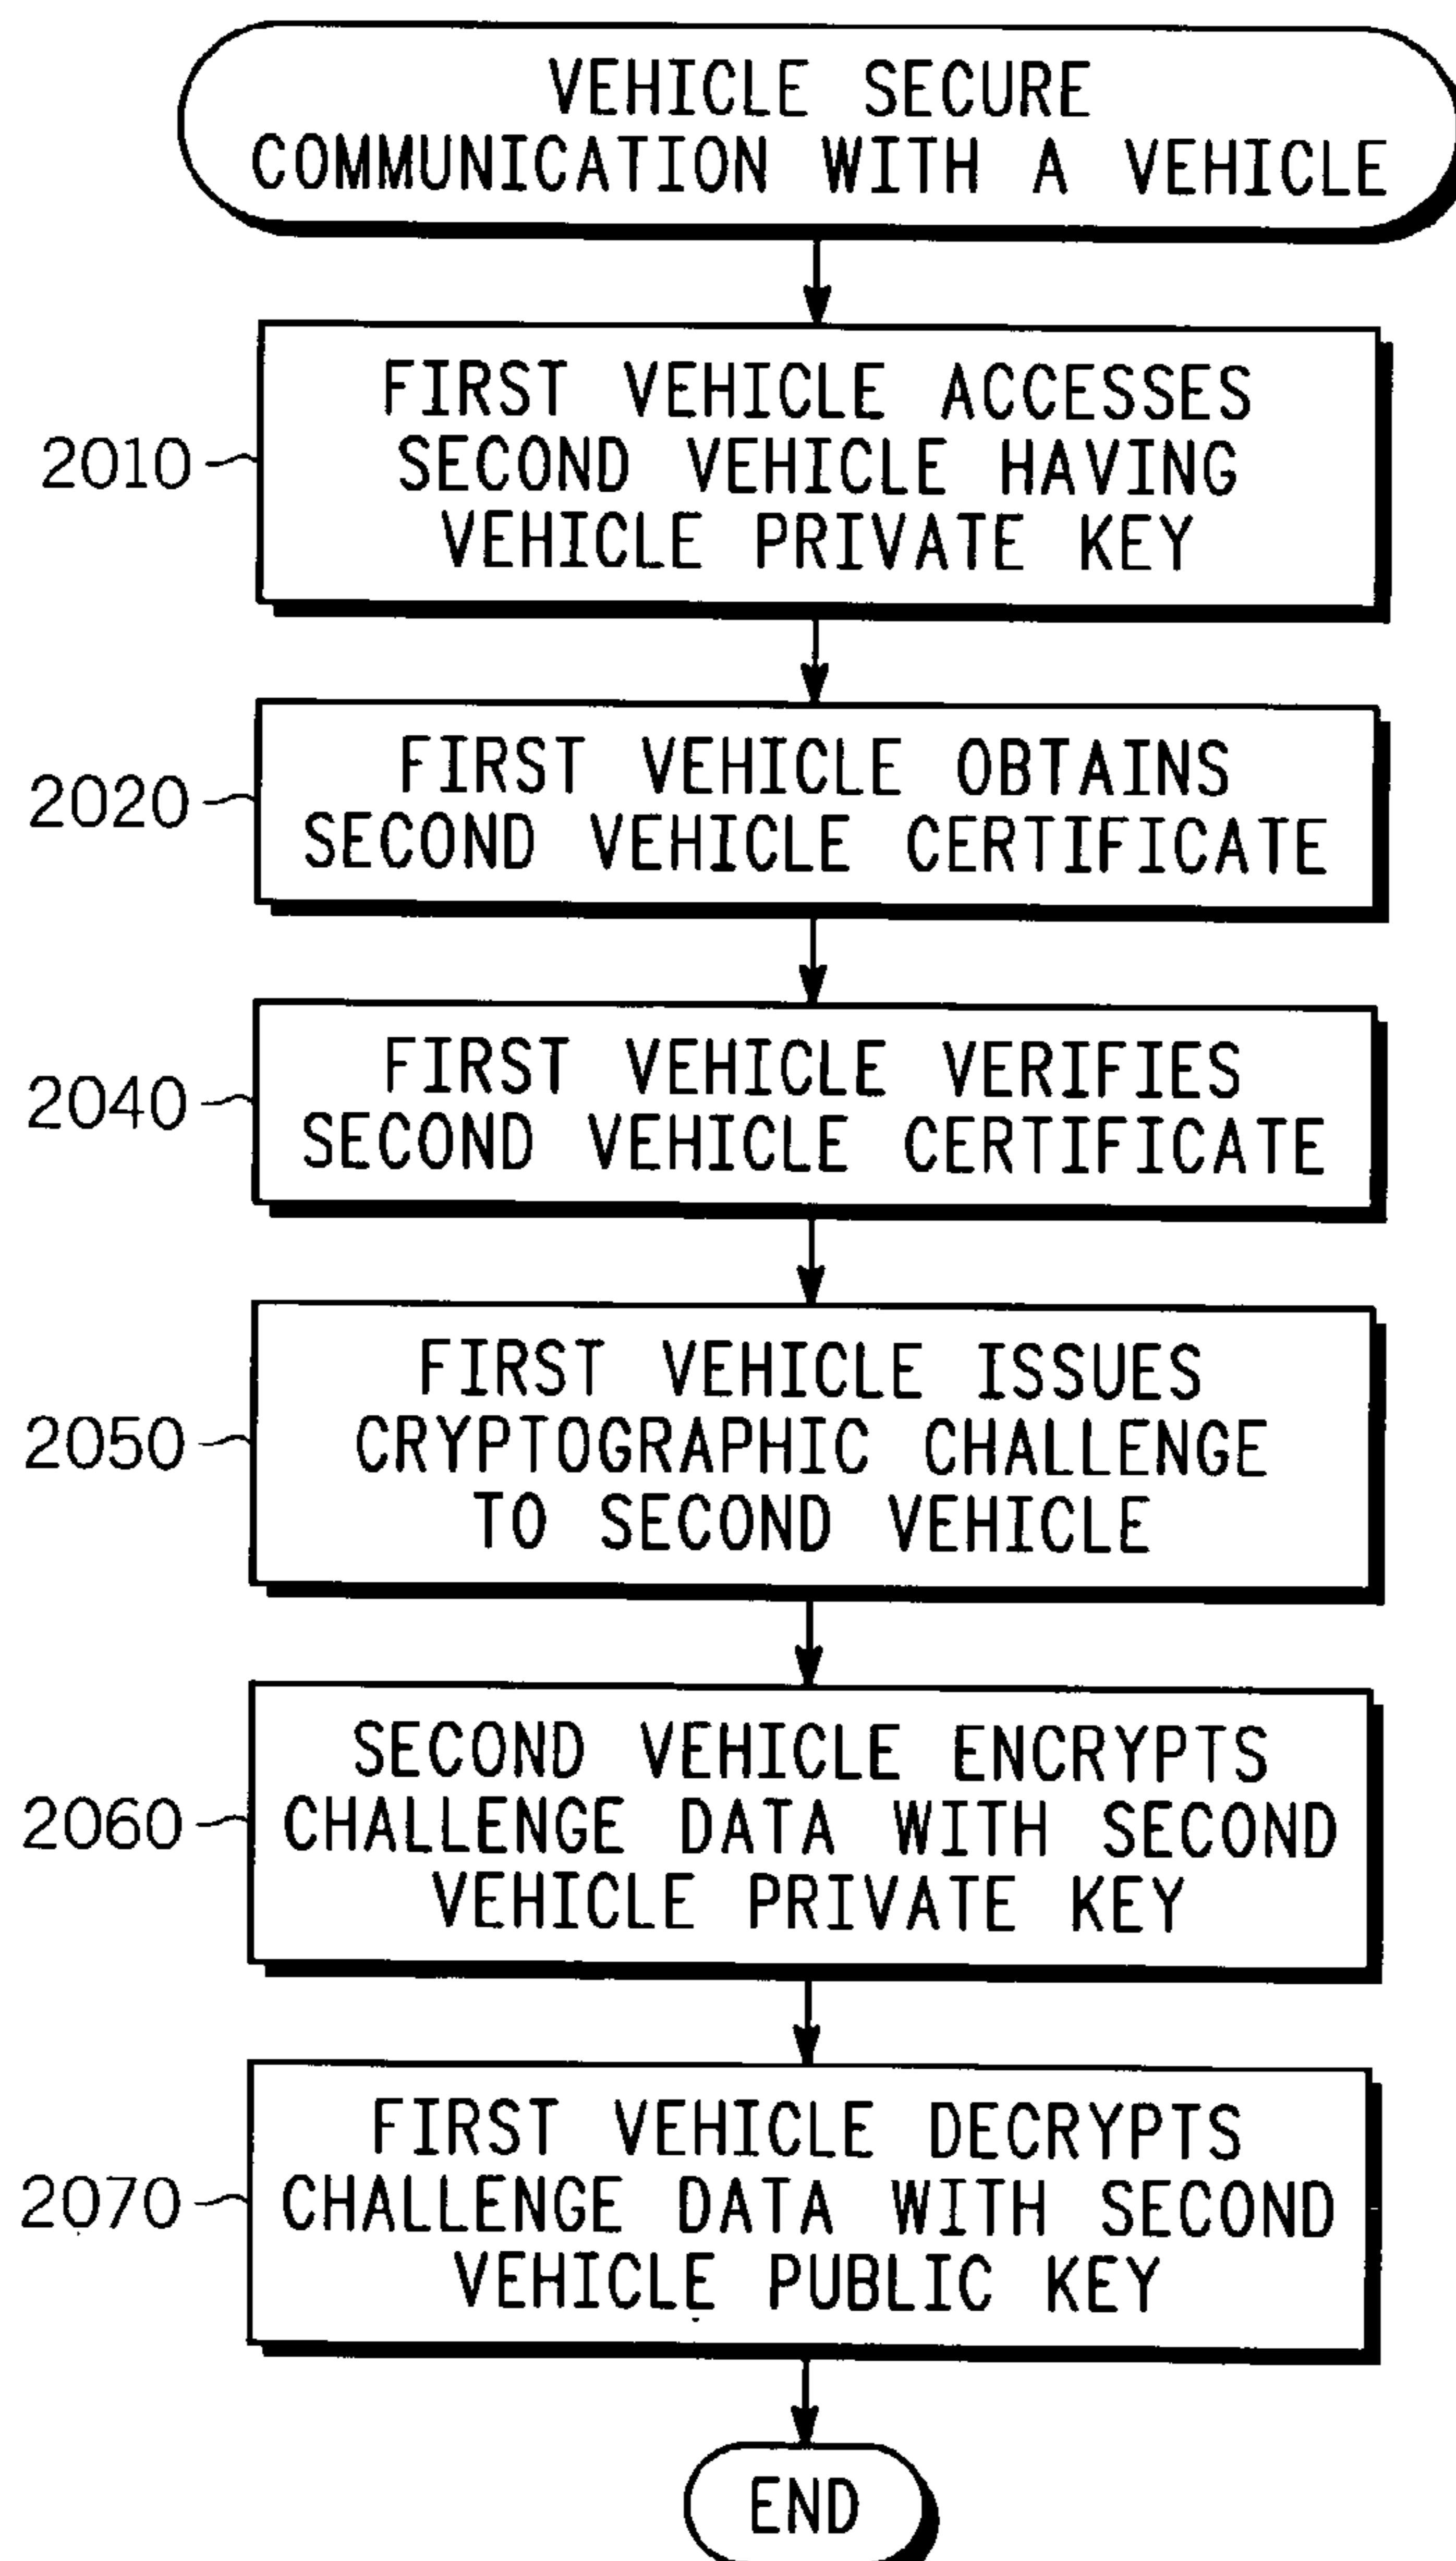 VEHICLE SECURE
COMMUNICATION WITH A VEHICLE
2010
FIRST VEHICLE ACCESSES
SECOND VEHICLE HAVING
VEHICLE PRIVATE KEY
2020
FIRST VEHICLE OBTAINS
SECOND VEHICLE CERTIFICATE
2040
FIRST VEHICLE VERIFIES
SECOND VEHICLE CERTIFICATE
2050
FIRST VEHICLE ISSUES
CRYPTOGRAPHIC CHALLENGE
TO SECOND VEHICLE
2060
SECOND VEHICLE ENCRYPTS
CHALLENGE DATA WITH SECOND
VEHICLE PRIVATE KEY
2070
FIRST VEHICLE DECRYPTS
CHALLENGE DATA WITH SECOND
VEHICLE PUBLIC KEY
END